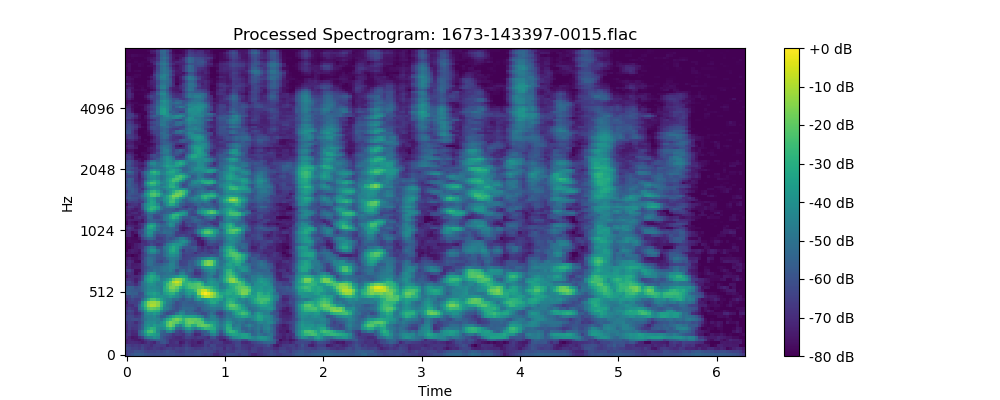 Processed Spectrogram: 1673-143397-0015.flac
Hz
4096
2048
1024
512
0
0 1 2 3 4 5 6
Time
+0 dB
-10 dB
-20 dB
-30 dB
-40 dB
-50 dB
-60 dB
-70 dB
-80 dB